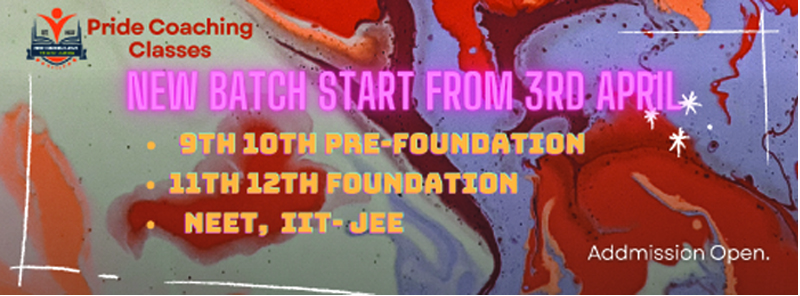 Pride Coaching
Classes
NEW BATCH START FROM 3RD APRIL
• 9TH 10TH PRE-FOUNDATION
• 11TH 12TH FOUNDATION
• NEET, IIT- JEE
Addmission Open.